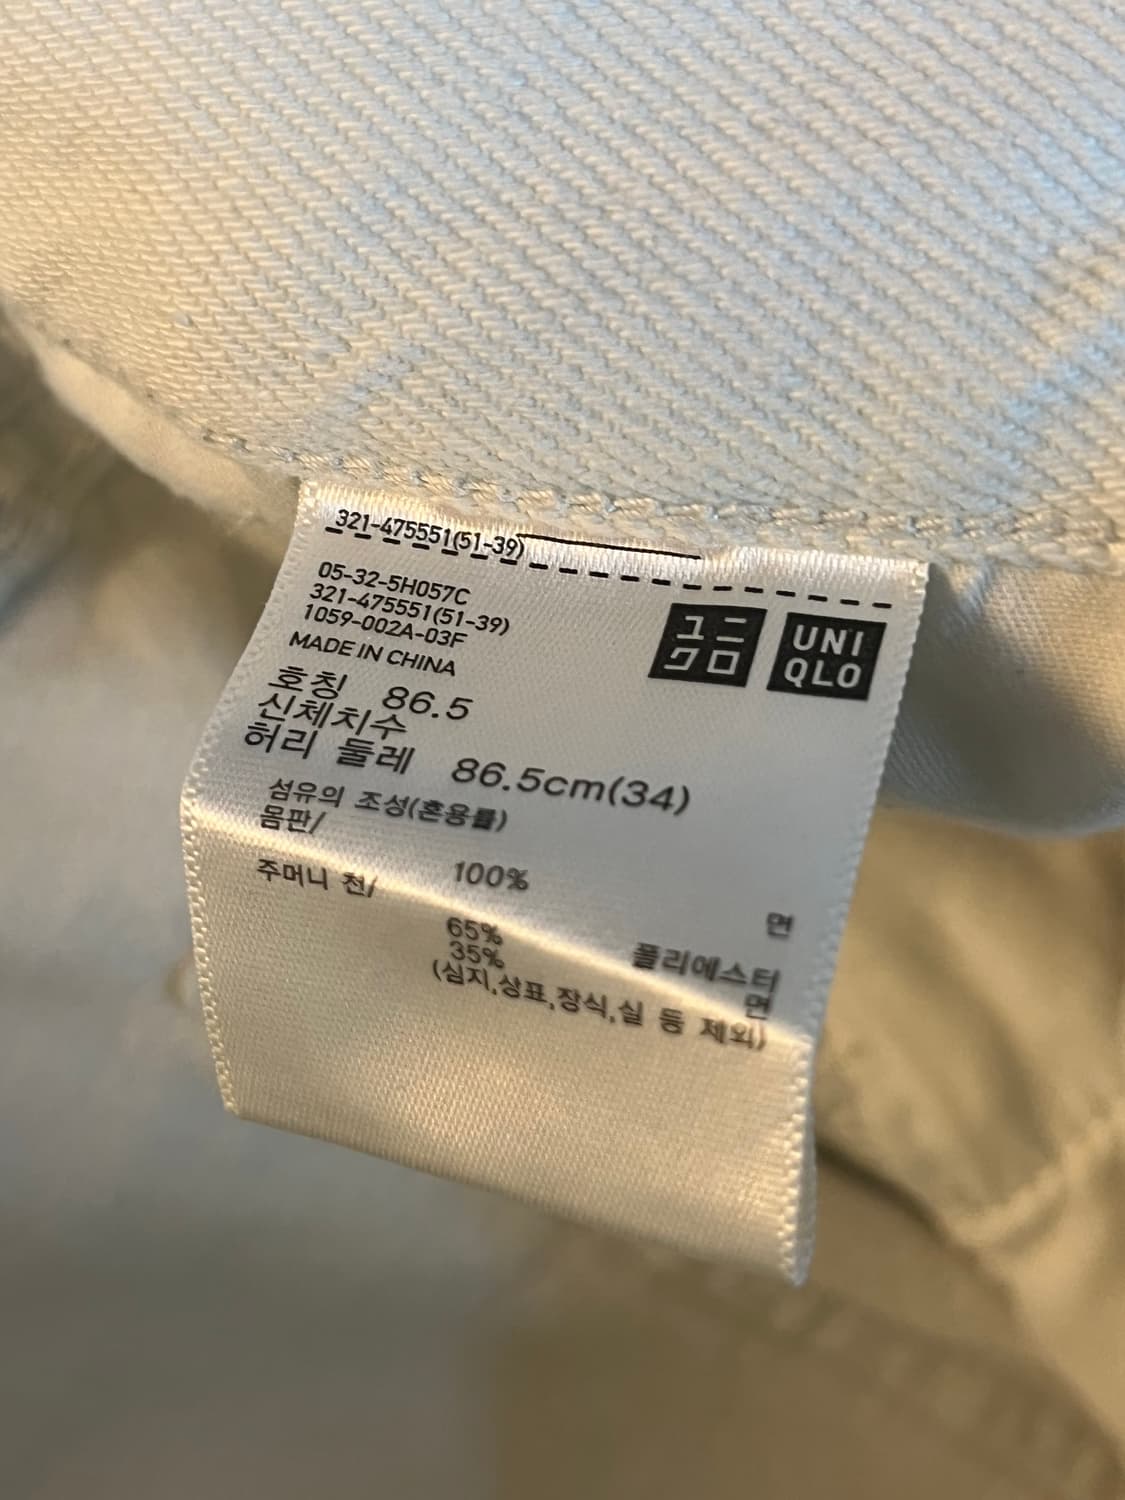 321-475551(51-39)
05-32-5H057C
321-475551(51-39)
1059-002A-03F
MADE IN CHINA
ユニ
クロ
UNI
QLO
호칭 86.5
신체치수
허리 둘레 86.5cm(34)
섬유의 조성(혼용률)
몸판/
100% 면
주머니 천/
65% 폴리에스터
35% 면
(심지,상표,장식,실 등 제외)